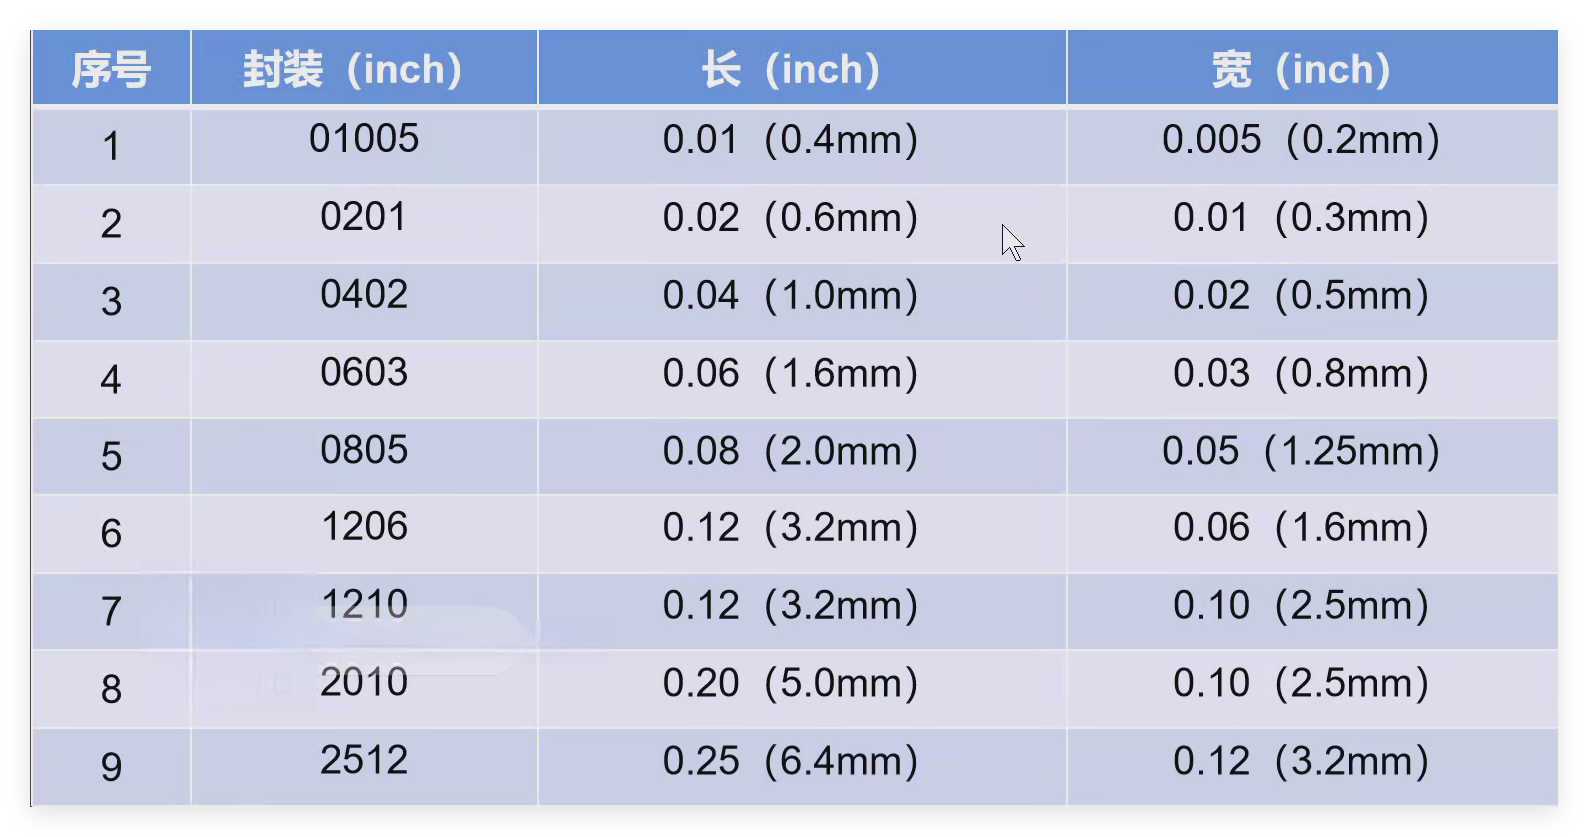 序号 封装（inch） 长（inch） 宽（inch）
1 01005 0.01（0.4mm） 0.005（0.2mm）
2 0201 0.02（0.6mm） 0.01（0.3mm）
3 0402 0.04（1.0mm） 0.02（0.5mm）
4 0603 0.06（1.6mm） 0.03（0.8mm）
5 0805 0.08（2.0mm） 0.05（1.25mm）
6 1206 0.12（3.2mm） 0.06（1.6mm）
7 1210 0.12（3.2mm） 0.10（2.5mm）
8 2010 0.20（5.0mm） 0.10（2.5mm）
9 2512 0.25（6.4mm） 0.12（3.2mm）